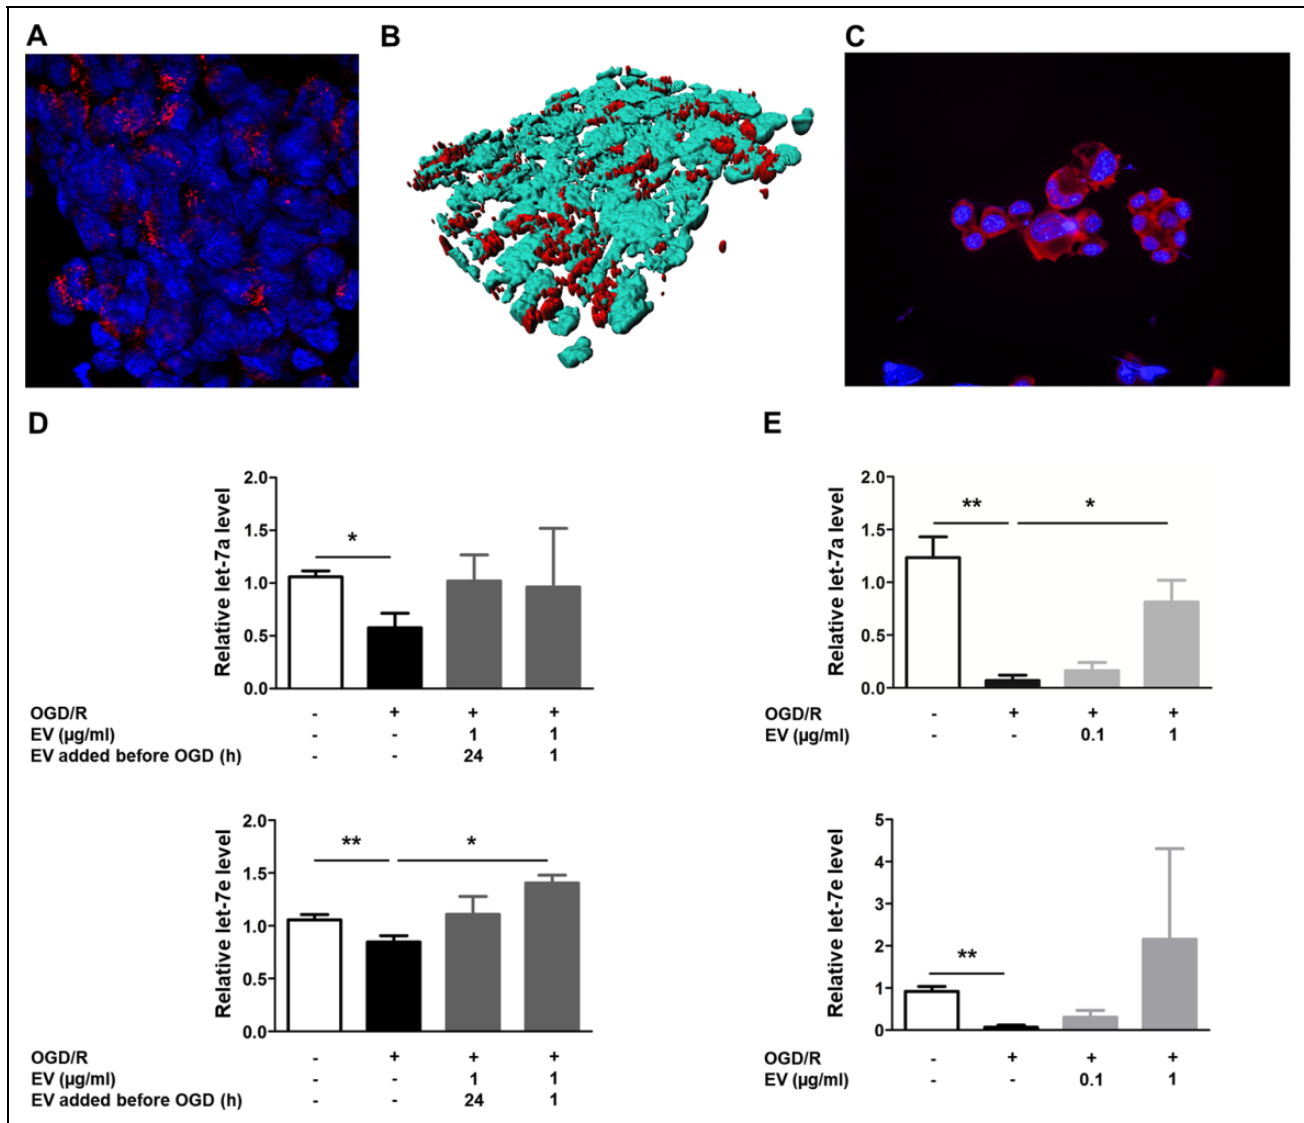 A
B
C
D
E
Relative let-7a level
2.0
1.5
1.0
0.5
0.0
*
OGD/R - + + +
EV (µg/ml) - - 1 1
EV added before OGD (h) - - 24 1
Relative let-7a level
2.0
1.5
1.0
0.5
0.0
** *
OGD/R - + + +
EV (µg/ml) - - 0.1 1
Relative let-7e level
2.0
1.5
1.0
0.5
0.0
** *
OGD/R - + + +
EV (µg/ml) - - 1 1
EV added before OGD (h) - - 24 1
Relative let-7e level
5
4
3
2
1
0
**
OGD/R - + + +
EV (µg/ml) - - 0.1 1